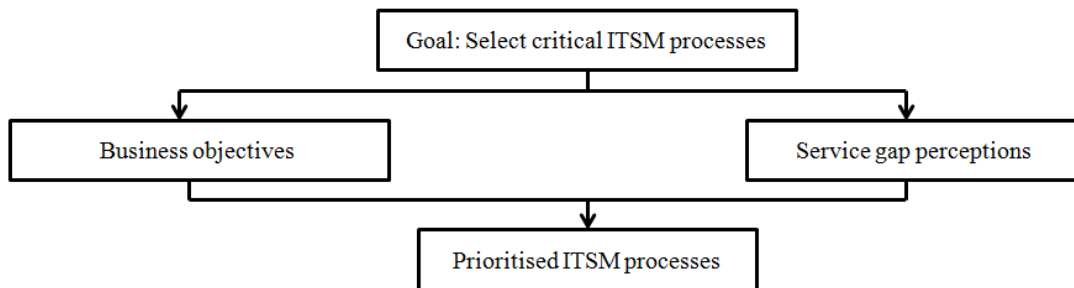 Goal: Select critical ITSM processes
Business objectives
Service gap perceptions
Prioritised ITSM processes